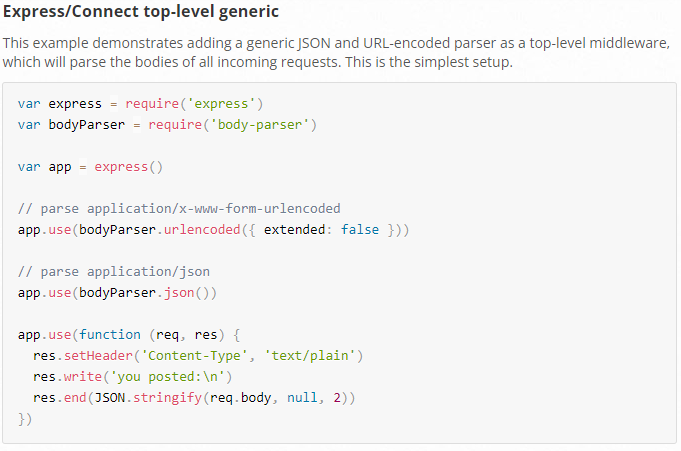 Express/Connect top-level generic
This example demonstrates adding a generic JSON and URL-encoded parser as a top-level middleware,
which will parse the bodies of all incoming requests. This is the simplest setup.
var express = require('express')
var bodyParser = require('body-parser')
var app = express()
// parse application/x-www-form-urlencoded
app.use(bodyParser.urlencoded({ extended: false }))
// parse application/json
app.use(bodyParser.json())
app.use(function (req, res) {
  res.setHeader('Content-Type', 'text/plain')
  res.write('you posted:\n')
  res.end(JSON.stringify(req.body, null, 2))
})